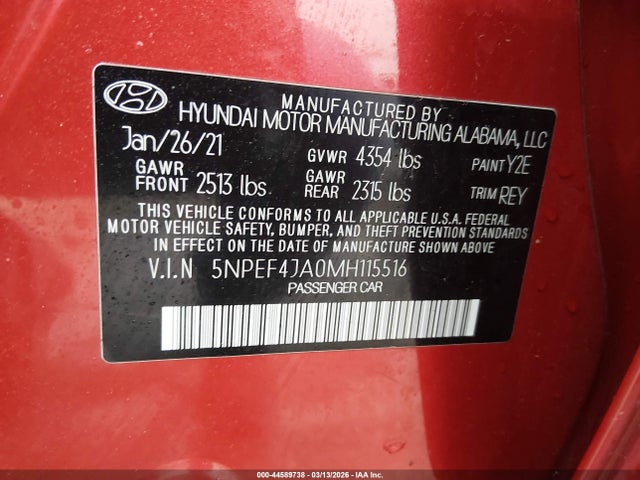 MANUFACTURED BY
HYUNDAI MOTOR MANUFACTURING ALABAMA, LLC
Jan/26/21 GVWR 4354 lbs PAINT Y2E
GAWR FRONT 2513 lbs GAWR REAR 2315 lbs TRIM REY
THIS VEHICLE CONFORMS TO ALL APPLICABLE U.S.A. FEDERAL
MOTOR VEHICLE SAFETY, BUMPER, AND THEFT PREVENTION STANDARDS
IN EFFECT ON THE DATE OF MANUFACTURE SHOWN ABOVE.
V.I.N 5NPEF4JA0MH115516
PASSENGER CAR
000-44589738 - 03/13/2026 - IAA Inc.